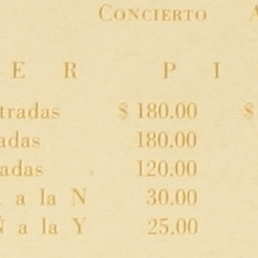 CONCIERTO
E R P I
tradas $ 180.00 $
adas 180.00
adas 120.00
a la N 30.00
Ñ a la Y 25.00